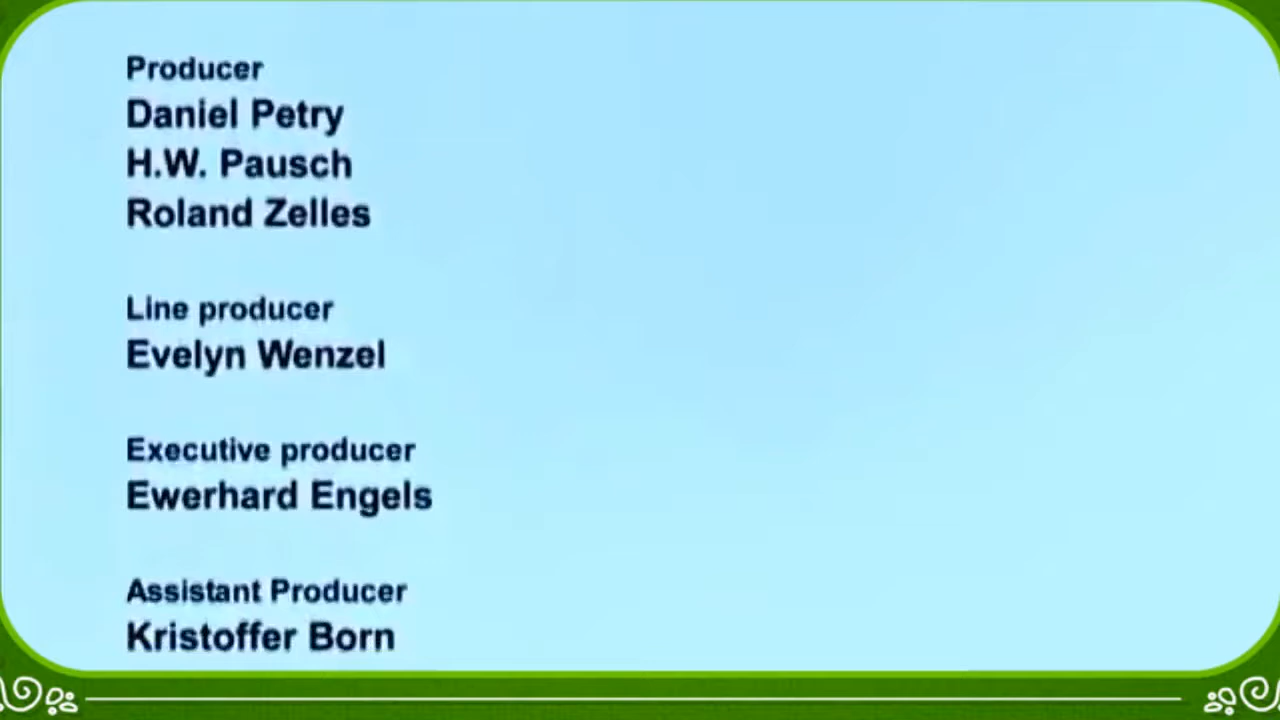 Producer
Daniel Petry
H.W. Pausch
Roland Zelles
Line producer
Evelyn Wenzel
Executive producer
Ewerhard Engels
Assistant Producer
Kristoffer Born